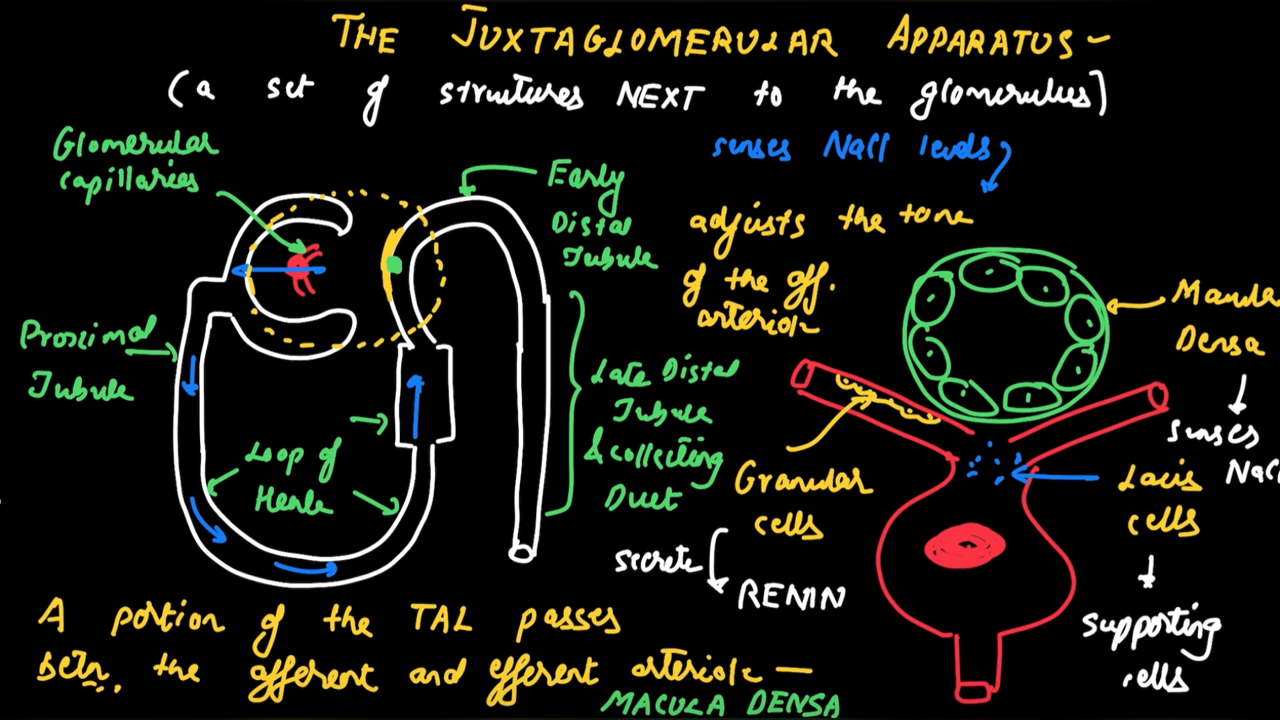 THE JUXTAGLOMERULAR APPARATUS -
(a set of structures NEXT to the glomerulus)
Glomerular
capillaries
Early
Distal
Tubule
senses NaCl levels
adjusts the tone
of the aff.
arteriole
Macula
Densa
senses
NaCl
Proximal
Tubule
Loop of
Henle
Late Distal
Tubule
& collecting
Duct
Granular
cells
secrete
RENIN
Lacis
cells
supporting
cells
A portion of the TAL passes
betn. the afferent and efferent arteriole —
MACULA DENSA